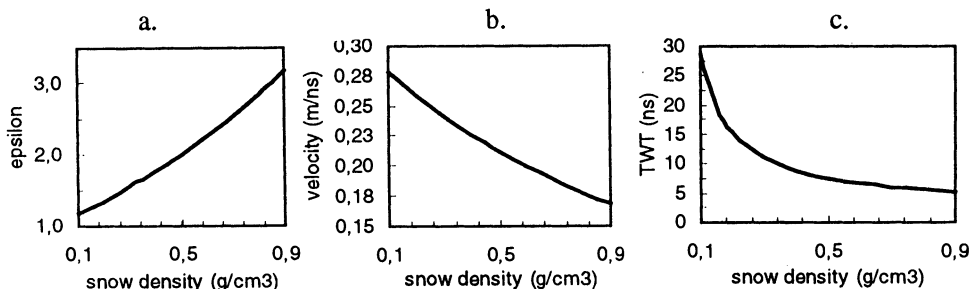 a.
epsilon
3,0
2,0
1,0
0,1 0,5 0,9
snow density (g/cm3)
b.
velocity (m/ns)
0,30
0,28
0,25
0,23
0,20
0,18
0,15
0,1 0,5 0,9
snow density (g/cm3)
c.
TWT (ns)
30
25
20
15
10
5
0
0,1 0,5 0,9
snow density (g/cm3)